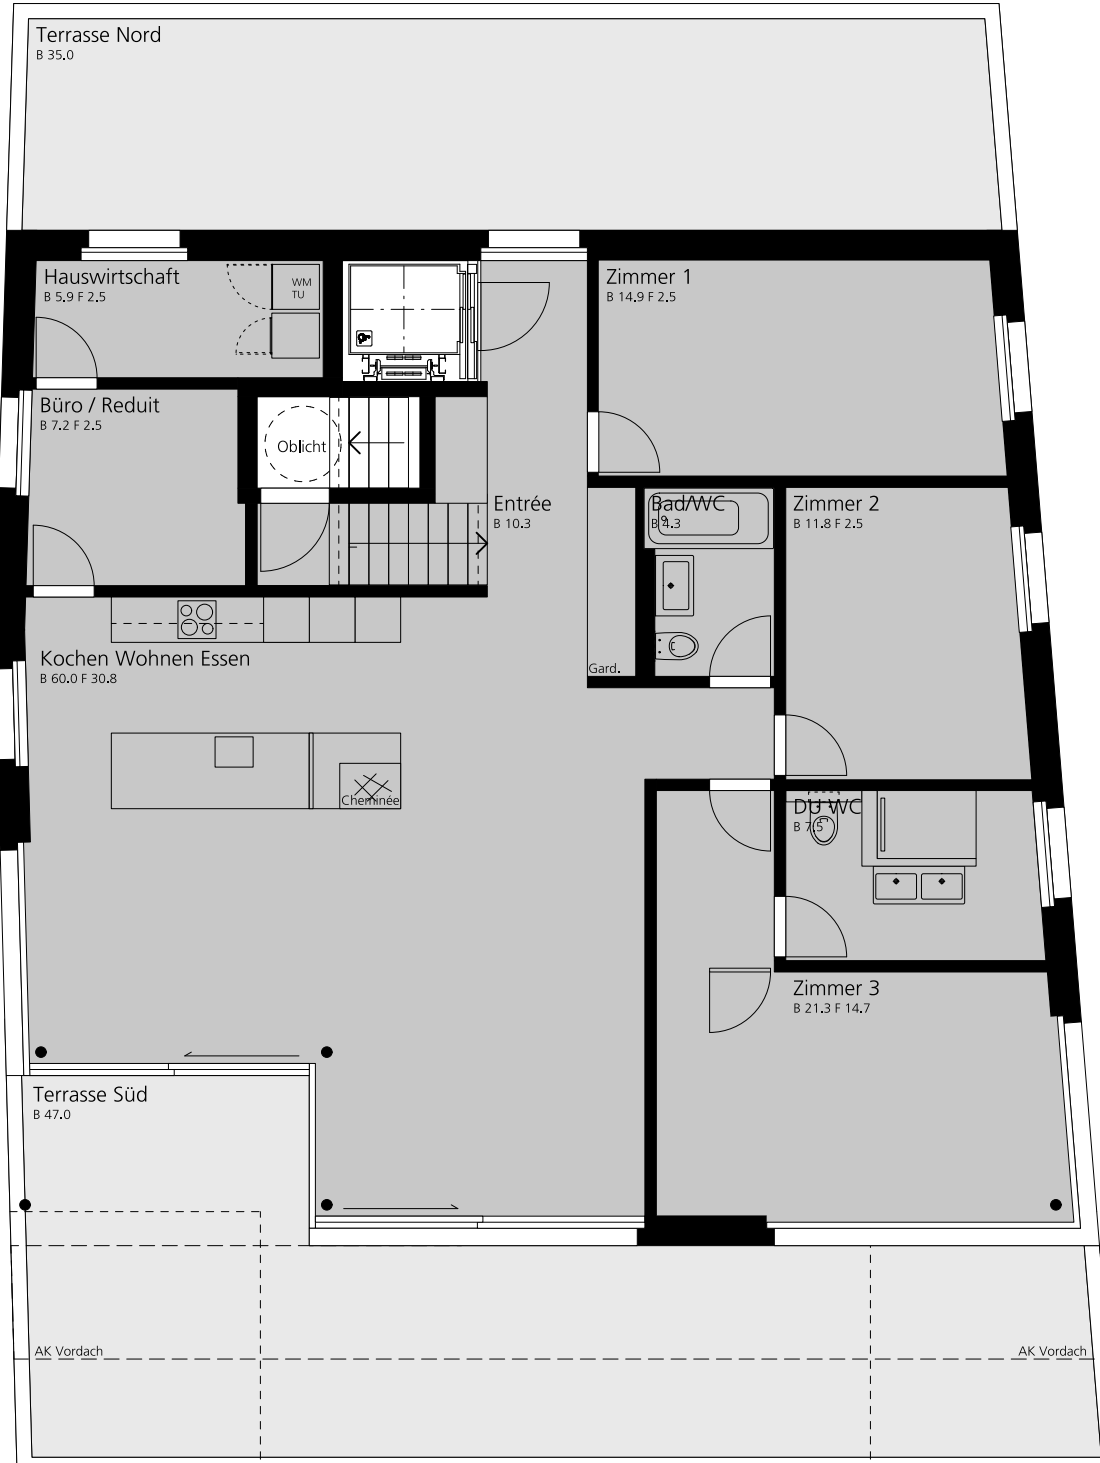 Terrasse Nord
B 35.0
Hauswirtschaft
B 5.9 F 2.5
WM
TU
Zimmer 1
B 14.9 F 2.5
Büro / Reduit
B 7.2 F 2.5
Oblicht
Entrée
B 10.3
Bad/WC
B 4.3
Zimmer 2
B 11.8 F 2.5
Kochen Wohnen Essen
B 60.0 F 30.8
Gard.
Cheminée
DU WC
B 7.5
Zimmer 3
B 21.3 F 14.7
Terrasse Süd
B 47.0
AK Vordach
AK Vordach